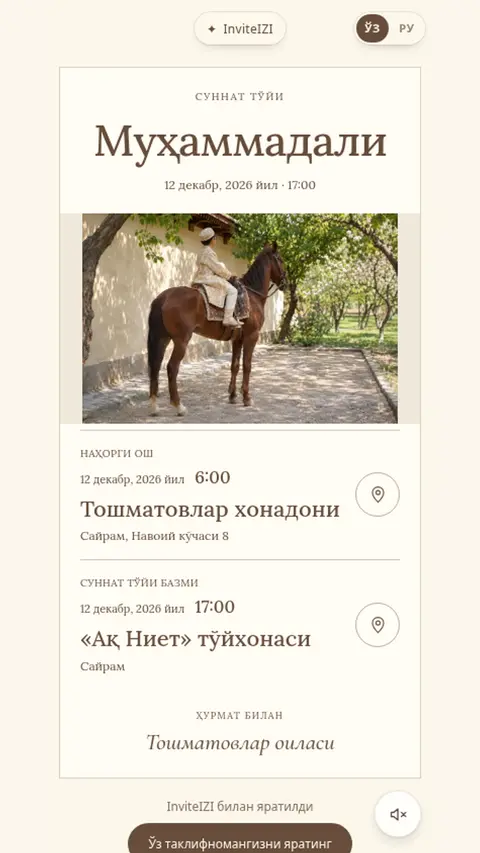 InviteIZI
ЎЗ РУ
СУННАТ ТЎЙИ
Муҳаммадали
12 декабр, 2026 йил · 17:00
НАҲОРГИ ОШ
12 декабр, 2026 йил 6:00
Тошматовлар хонадони
Сайрам, Навоий кўчаси 8
СУННАТ ТЎЙИ БАЗМИ
12 декабр, 2026 йил 17:00
«Ақ Ниет» тўйхонаси
Сайрам
ҲУРМАТ БИЛАН
Тошматовлар оиласи
InviteIZI билан яратилди
Ўз таклифномангизни яратинг